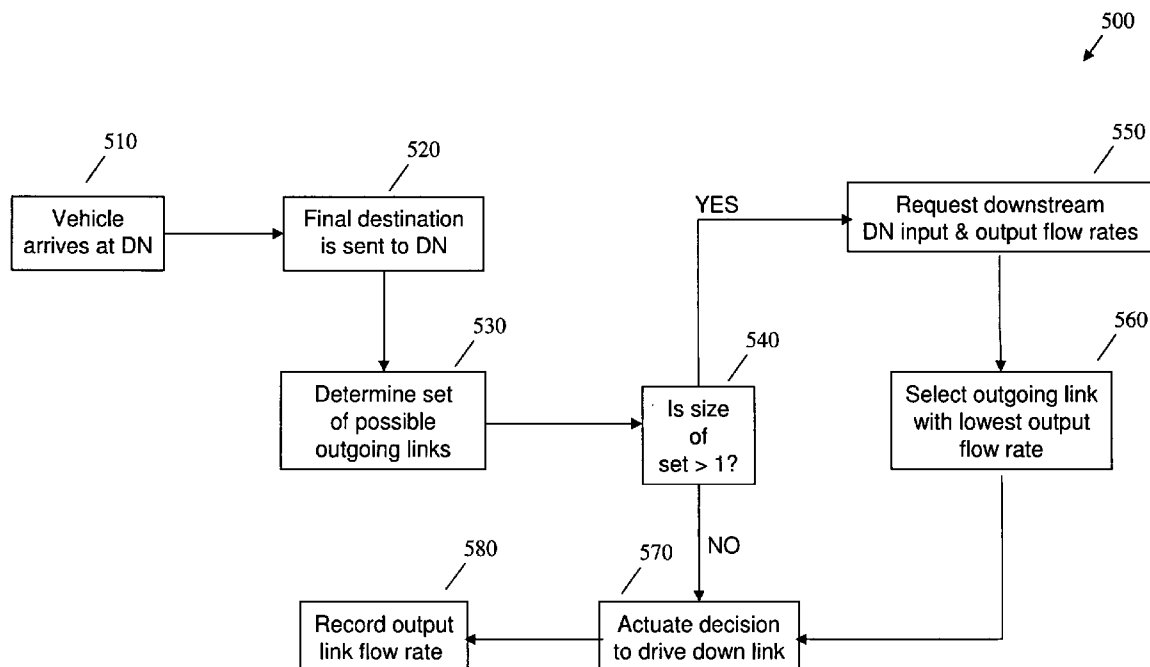 500
510
Vehicle
arrives at DN
520
Final destination
is sent to DN
530
Determine set
of possible
outgoing links
540
Is size
of
set > 1?
YES
NO
550
Request downstream
DN input & output flow rates
560
Select outgoing link
with lowest output
flow rate
570
Actuate decision
to drive down link
580
Record output
link flow rate